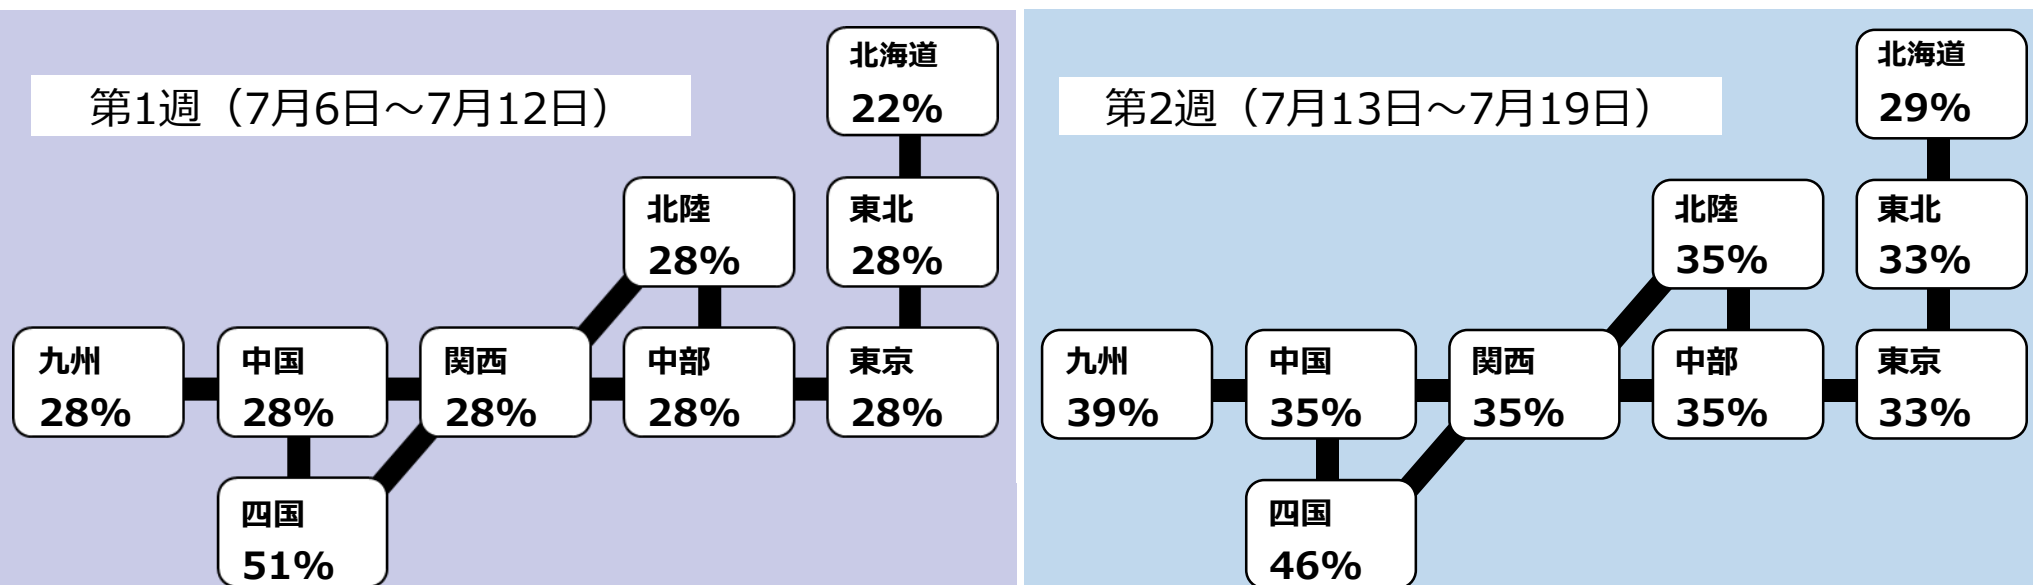 第1週（7月6日～7月12日）
北海道
22%
北陸
28%
東北
28%
九州
28%
中国
28%
関西
28%
中部
28%
東京
28%
四国
51%
第2週（7月13日～7月19日）
北海道
29%
北陸
35%
東北
33%
九州
39%
中国
35%
関西
35%
中部
35%
東京
33%
四国
46%